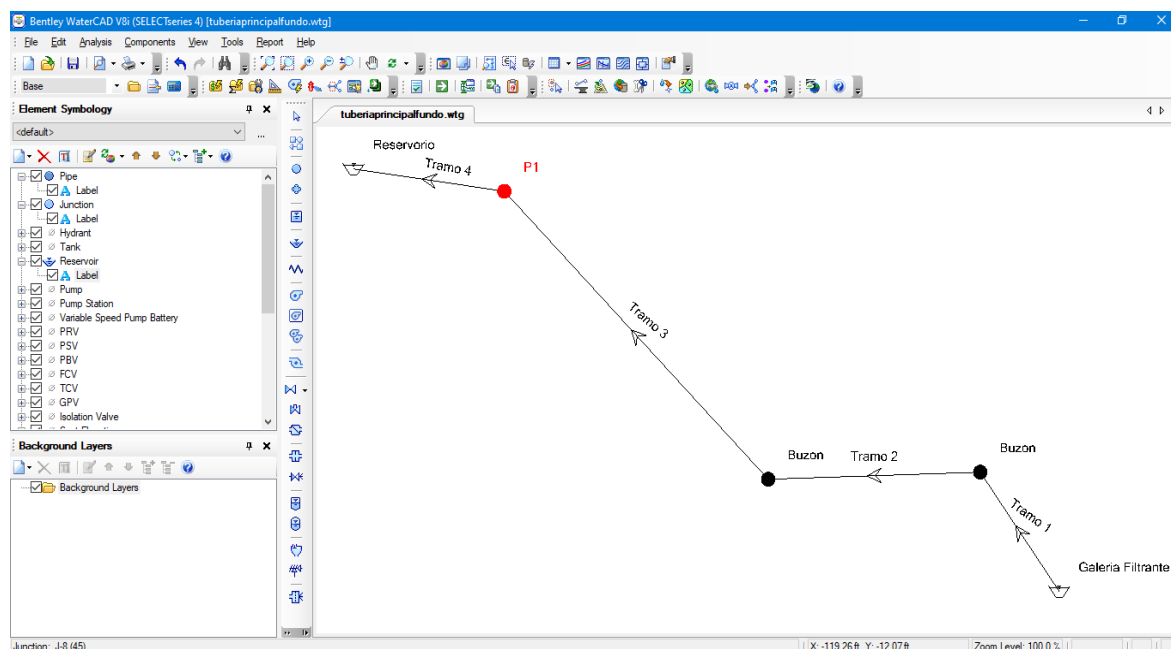 Bentley WaterCAD V8i (SELECTseries 4) [tuberiaprincipalfundo.wtg]
File Edit Analysis Components View Tools Report Help
Base
Element Symbology
<default>
Pipe
Label
Junction
Label
Hydrant
Tank
Reservoir
Label
Pump
Pump Station
Variable Speed Pump Battery
PRV
PSV
PBV
FCV
TCV
GPV
Isolation Valve
Background Layers
Background Layers
tuberiaprincipalfundo.wtg
Reservorio
Tramo 4
P1
Tramo 3
Buzon
Tramo 2
Buzon
Tramo 1
Galeria Filtrante
Junction: J-8 (45)
X: -119.26 ft, Y: -12.07 ft
Zoom Level: 100.0 %